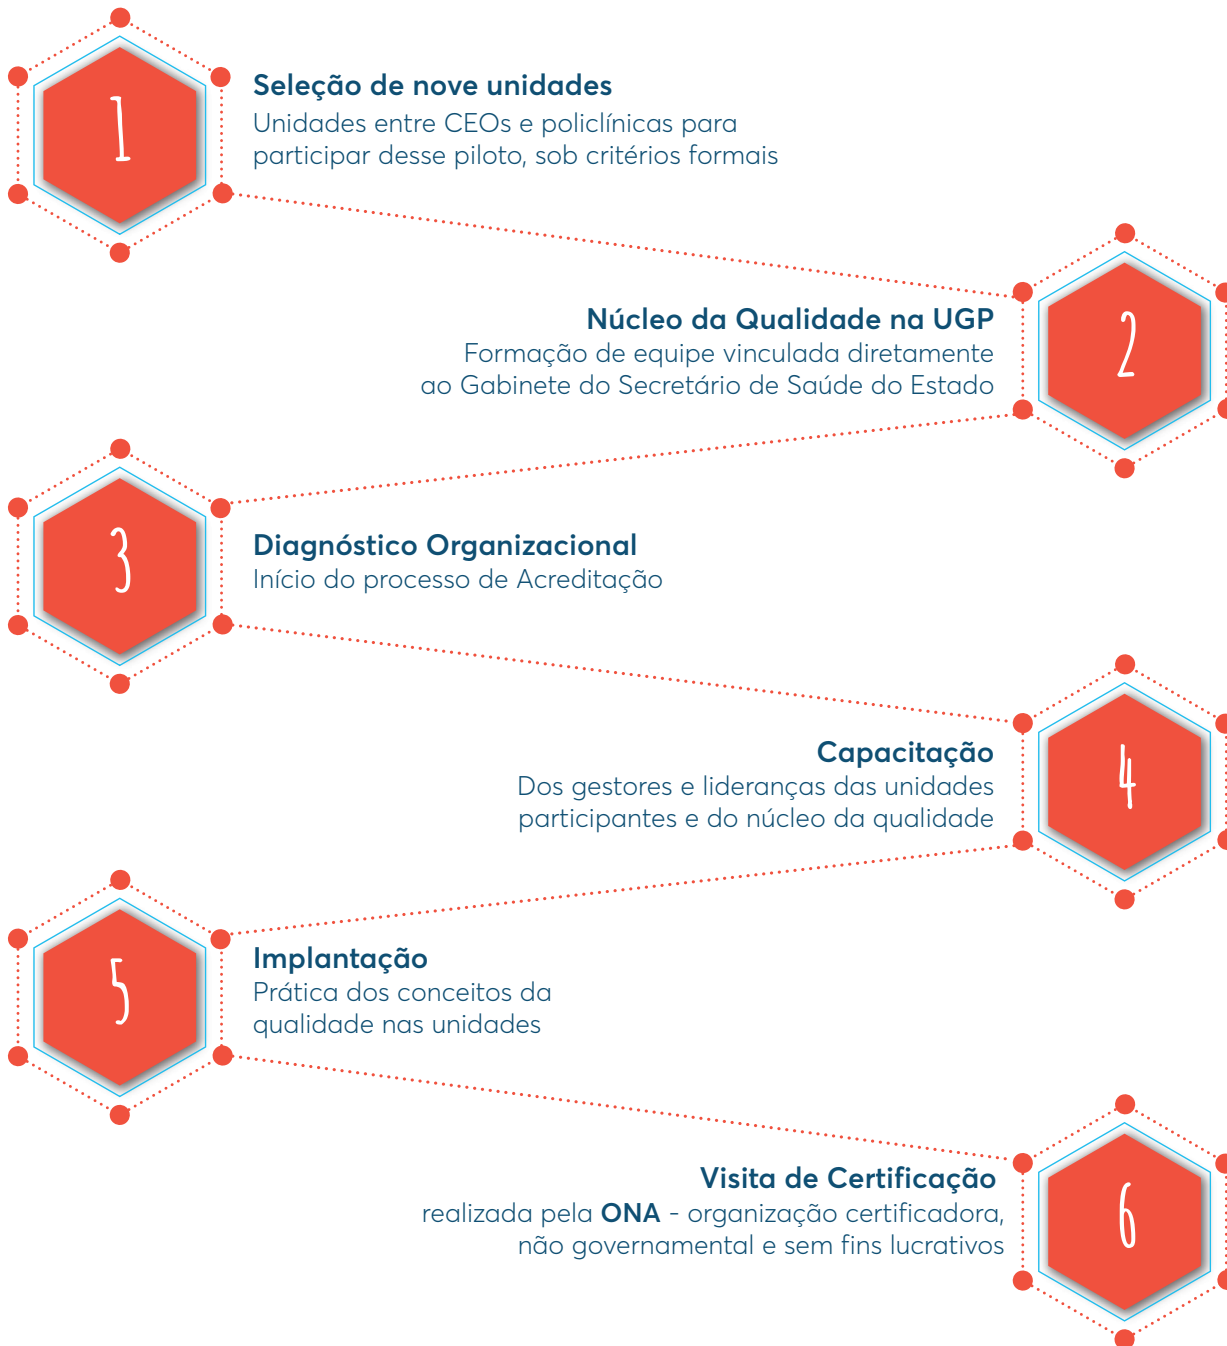 1
Seleção de nove unidades
Unidades entre CEOs e policlínicas para
participar desse piloto, sob critérios formais
2
Núcleo da Qualidade na UGP
Formação de equipe vinculada diretamente
ao Gabinete do Secretário de Saúde do Estado
3
Diagnóstico Organizacional
Início do processo de Acreditação
4
Capacitação
Dos gestores e lideranças das unidades
participantes e do núcleo da qualidade
5
Implantação
Prática dos conceitos da
qualidade nas unidades
6
Visita de Certificação
realizada pela ONA - organização certificadora,
não governamental e sem fins lucrativos